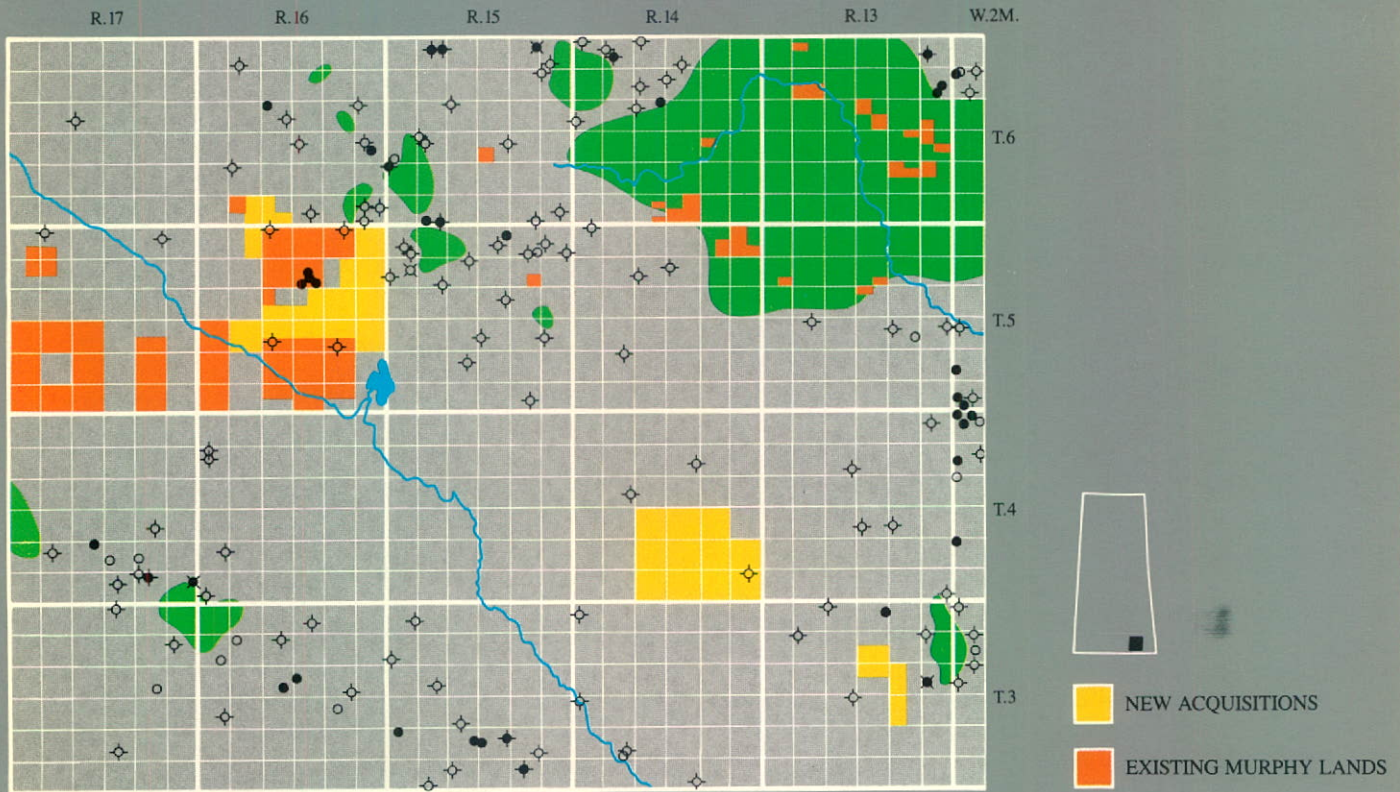 R.17 R.16 R.15 R.14 R.13 W.2M.
T.6
T.5
T.4
T.3
NEW ACQUISITIONS
EXISTING MURPHY LANDS